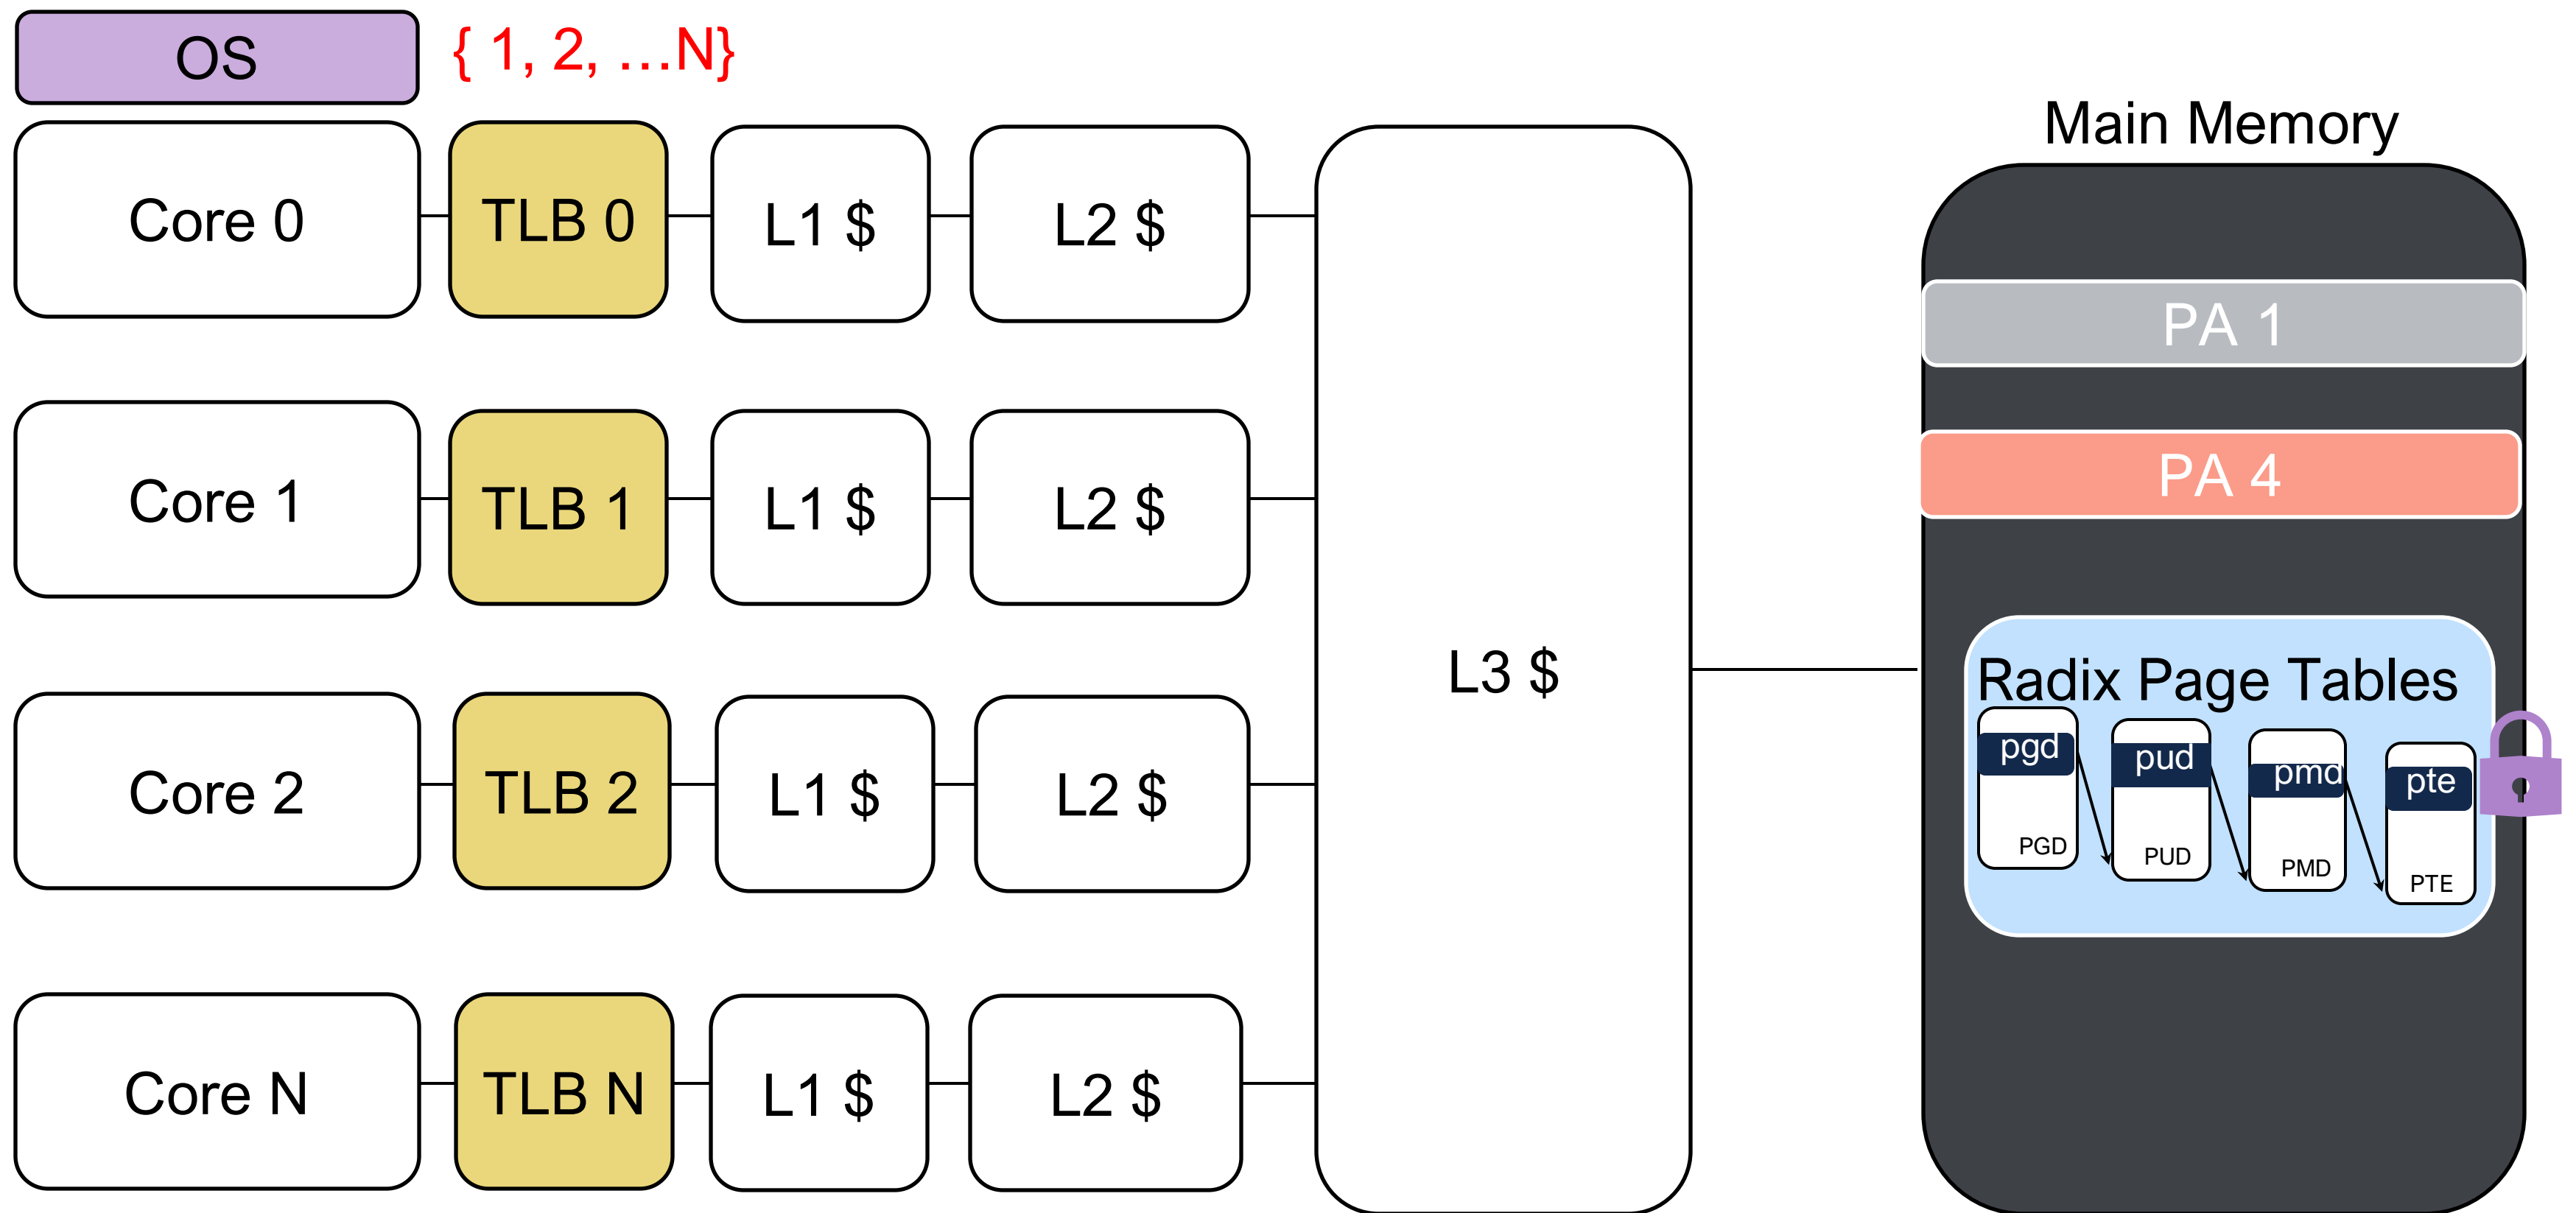 OS
{ 1, 2, ...N}
Main Memory
Core 0
TLB 0
L1 $
L2 $
PA 1
PA 4
Core 1
TLB 1
L1 $
L2 $
L3 $
Radix Page Tables
pgd
pud
pmd
pte
PGD
PUD
PMD
PTE
Core 2
TLB 2
L1 $
L2 $
Core N
TLB N
L1 $
L2 $